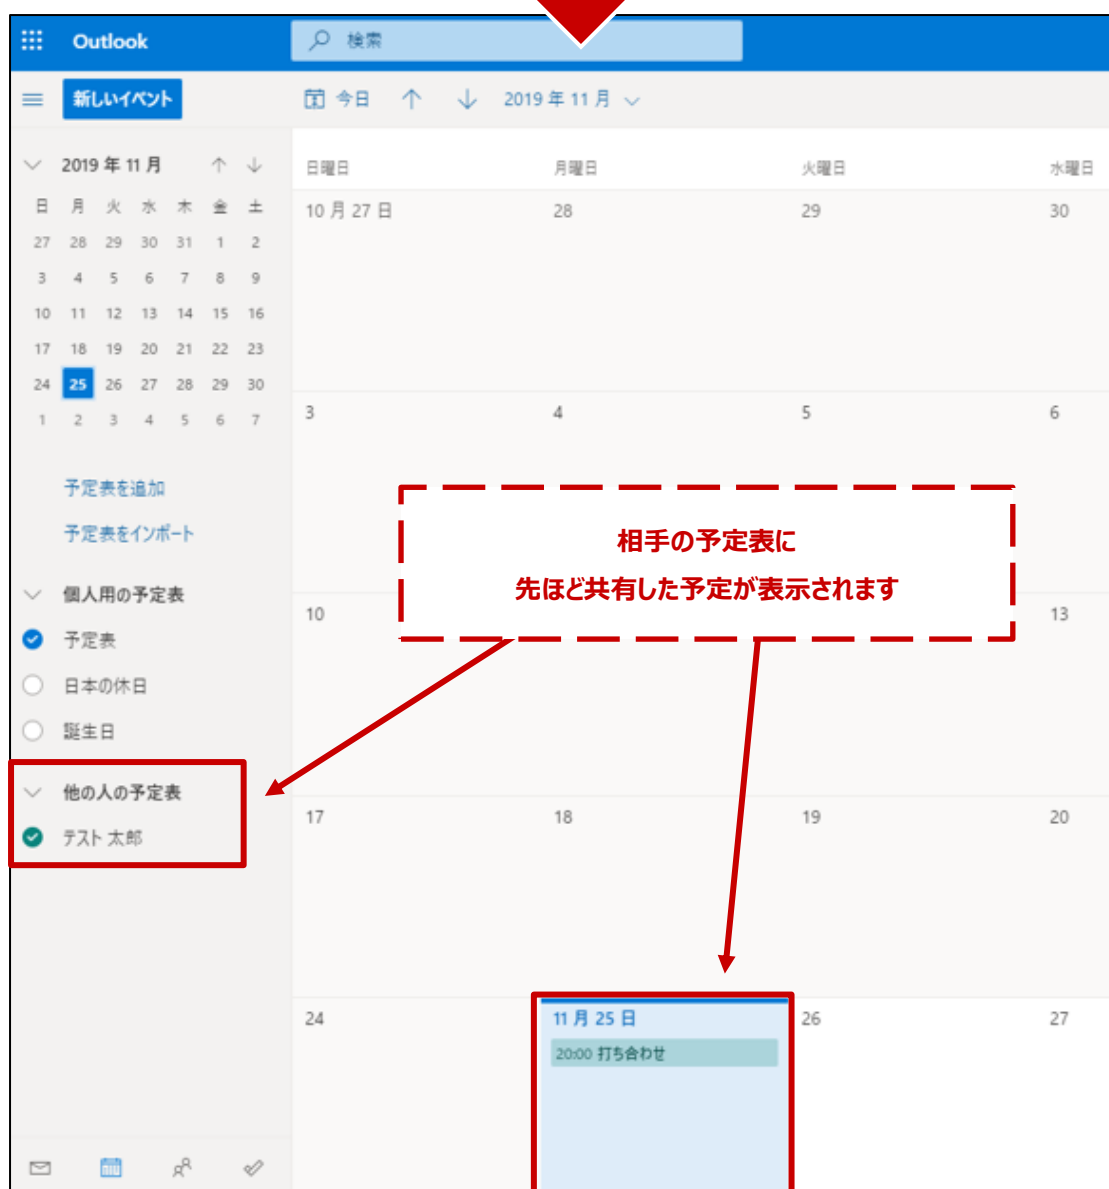 Outlook
検索
新しいイベント
今日 2019 年 11 月
2019 年 11 月
日 月 火 水 木 金 土
27 28 29 30 31 1 2
3 4 5 6 7 8 9
10 11 12 13 14 15 16
17 18 19 20 21 22 23
24 25 26 27 28 29 30
1 2 3 4 5 6 7
予定表を追加
予定表をインポート
個人用の予定表
予定表
日本の休日
誕生日
他の人の予定表
テスト 太郎
日曜日 月曜日 火曜日 水曜日
10 月 27 日 28 29 30
3 4 5 6
相手の予定表に
先ほど共有した予定が表示されます
10 13
17 18 19 20
24 11 月 25 日 26 27
20:00 打ち合わせ